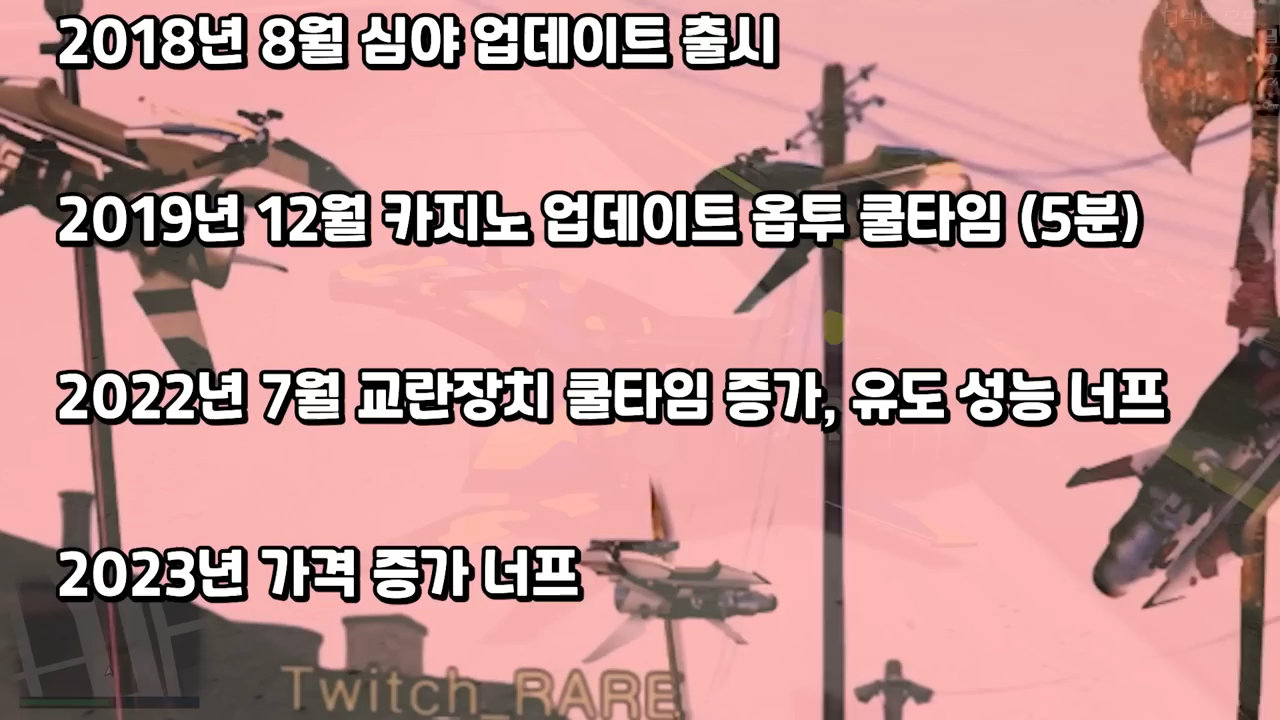 2018년 8월 심야 업데이트 출시
2019년 12월 카지노 업데이트 옵투 쿨타임 (5분)
2022년 7월 교란장치 쿨타임 증가, 유도 성능 너프
2023년 가격 증가 너프
Twitch_RARE